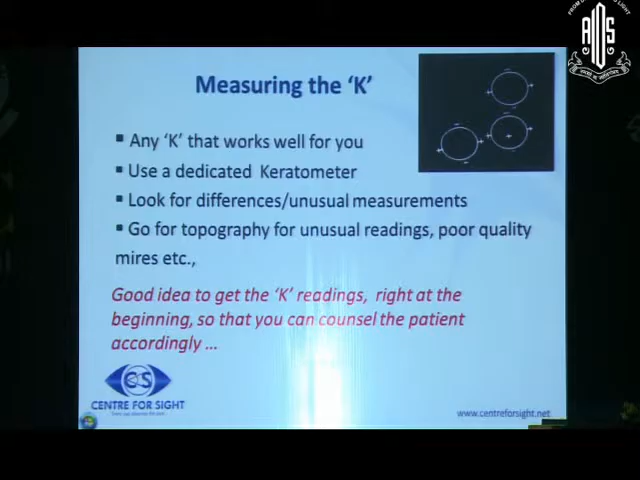 Measuring the 'K'
▪ Any 'K' that works well for you
▪ Use a dedicated Keratometer
▪ Look for differences/unusual measurements
▪ Go for topography for unusual readings, poor quality
mires etc.,
Good idea to get the 'K' readings, right at the
beginning, so that you can counsel the patient
accordingly ...
CS
CENTRE FOR SIGHT
www.centreforsight.net
AIOS